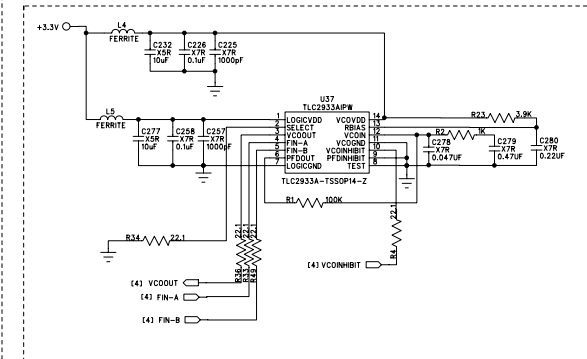 +3.3V
L4
FERRITE
C232
X5R
10uF
C226
X7R
0.1uF
C225
X7R
1000pF
U37
TLC2933AIPW
L5
FERRITE
C277
X5R
10uF
C258
X7R
0.1uF
C257
X7R
1000pF
1 LOGICVDD VCOVDD 14
2 SELECT RBIAS 13
3 VCOOUT VCOIN 12
4 FIN-A VCOGND 11
5 FIN-B VCOINHIBIT 10
6 PFDOUT PFDINHIBIT 9
7 LOGICGND TEST 8
TLC2933A-TSSOP14-Z
R23 3.9K
R2 1K
C278
X7R
0.047UF
C279
X7R
0.47UF
C280
X7R
0.22UF
R1 100K
R34 22.1
22.1
22.1
22.1
R36
R33
R49
22.1
R4
[4] VCOINHIBIT
[4] VCOOUT
[4] FIN-A
[4] FIN-B